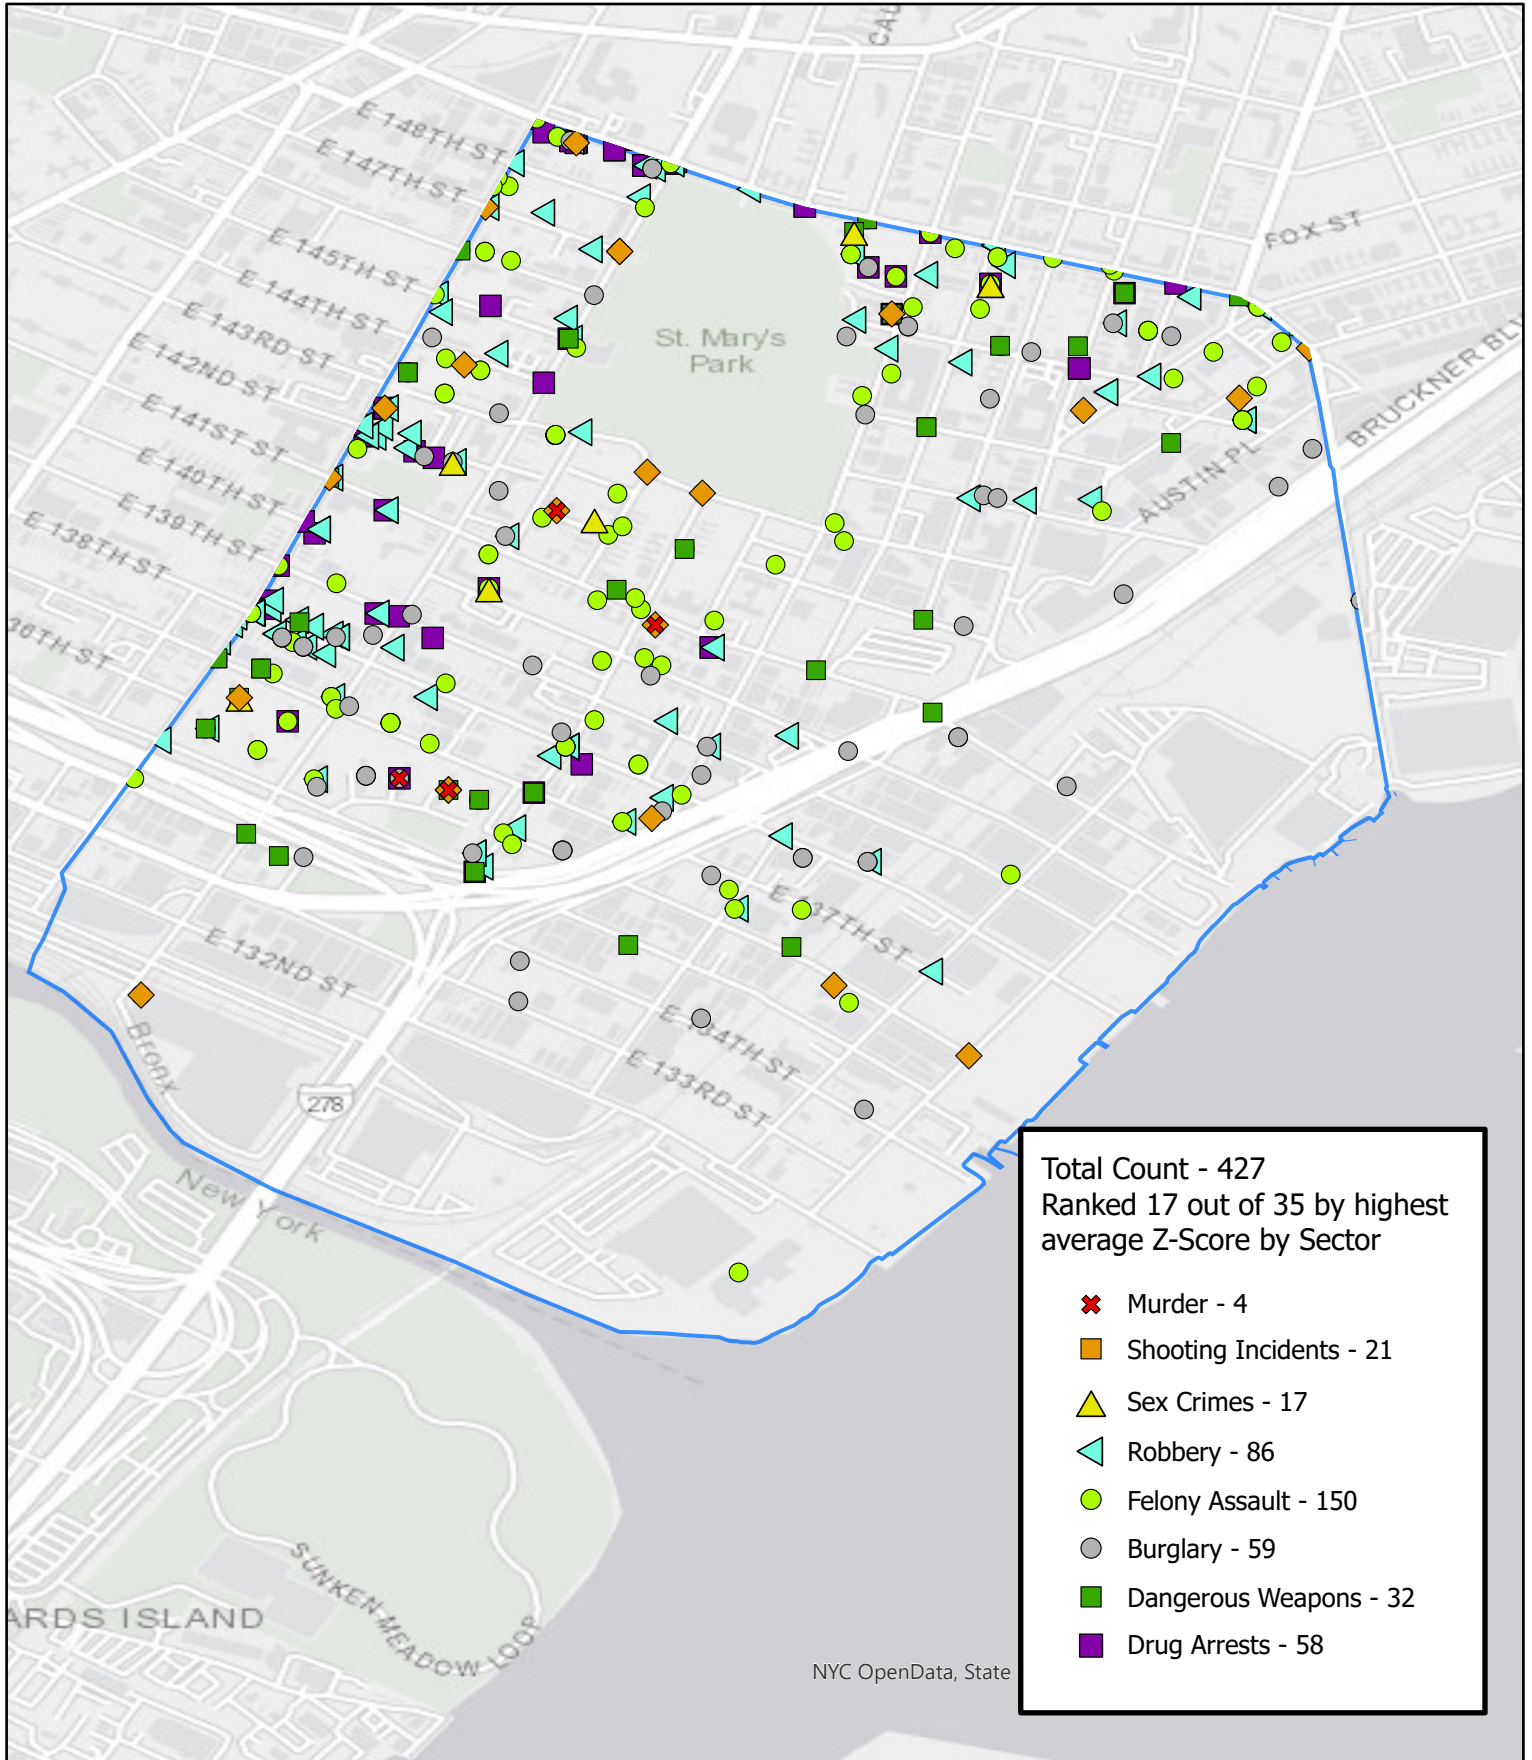 CAU
E 148TH ST
E 147TH ST
FOX ST
E 145TH ST
E 144TH ST
E 143RD ST
St. Mary's
Park
E 142ND ST
BRUCKNER BLV
E 141ST ST
AUSTIN PL
E 140TH ST
E 139TH ST
E 138TH ST
36TH ST
E 137TH ST
E 132ND ST
E 134TH ST
Bronx
E 133RD ST
278
New York
Total Count - 427
Ranked 17 out of 35 by highest
average Z-Score by Sector
Murder - 4
Shooting Incidents - 21
Sex Crimes - 17
Robbery - 86
Felony Assault - 150
Burglary - 59
Dangerous Weapons - 32
Drug Arrests - 58
SUNKEN MEADOW LOOP
ARDS ISLAND
NYC OpenData, State